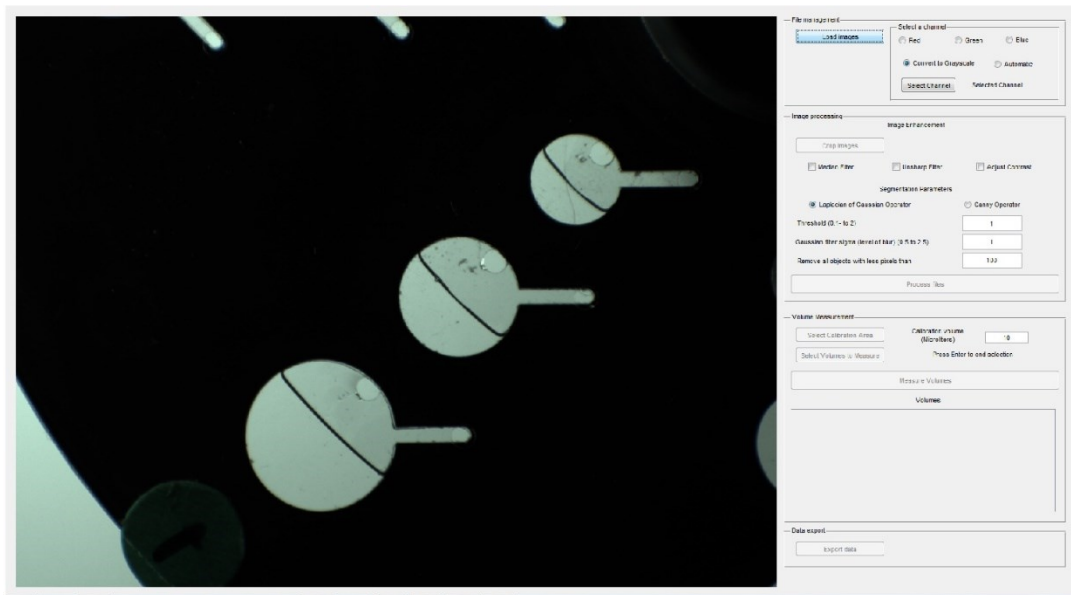 File management
Load Images
Select a channel
Red
Green
Blue
Convert to Grayscale
Automatic
Select Channel
Selected Channel
Image processing
Image Enhancement
Crop Images
Median Filter
Unsharp Filter
Adjust Contrast
Segmentation Parameters
Laplacian of Gaussian Operator
Canny Operator
Threshold (0.1- to 2)
1
Gaussian filter sigma (level of blur) (0.5 to 2.5)
1
Remove all objects with less pixels than
100
Process files
Volume Measurement
Select Calibration Area
Calibration Volume
(Microliters)
10
Select Volumes to Measure
Press Enter to end selection
Measure Volumes
Volumes
Data export
Export data